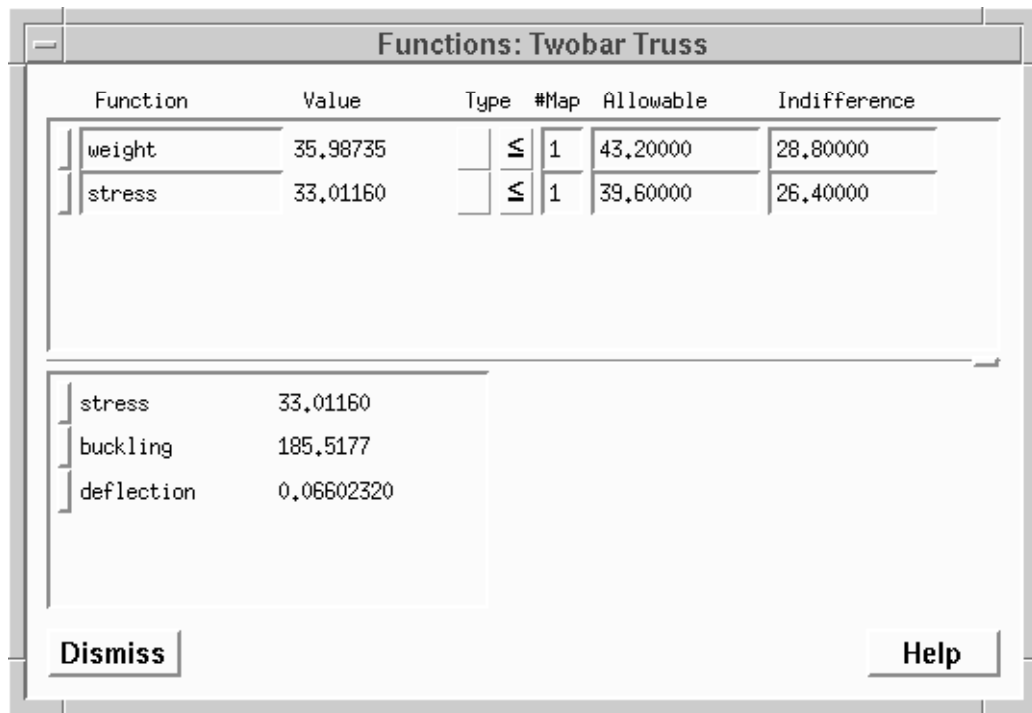 Functions: Twobar Truss
Function Value Type #Map Allowable Indifference
weight 35.98735 ≤ 1 43.20000 28.80000
stress 33.01160 ≤ 1 39.60000 26.40000
stress 33.01160
buckling 185.5177
deflection 0.06602320
Dismiss Help